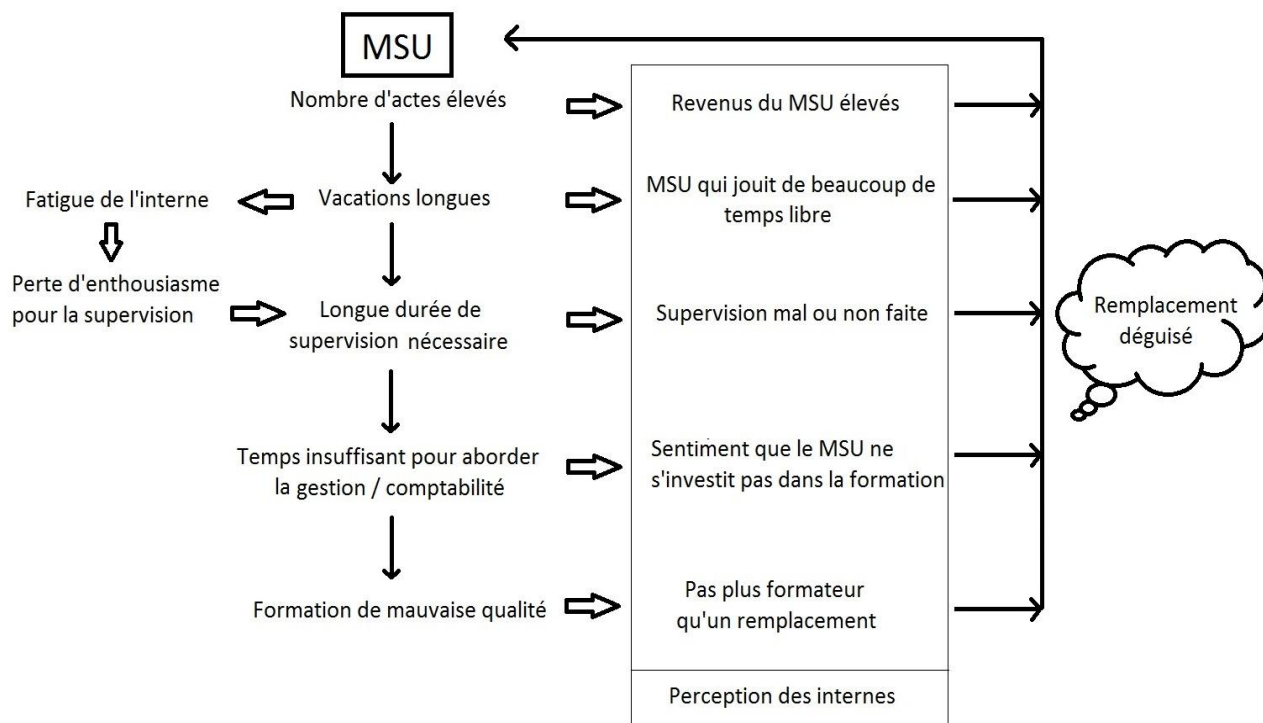 MSU
Nombre d'actes élevés
Revenus du MSU élevés
Fatigue de l'interne
Vacations longues
MSU qui jouit de beaucoup de
temps libre
Perte d'enthousiasme
pour la supervision
Longue durée de
supervision nécessaire
Supervision mal ou non faite
Remplacement
déguisé
Temps insuffisant pour aborder
la gestion / comptabilité
Sentiment que le MSU ne
s'investit pas dans la formation
Formation de mauvaise qualité
Pas plus formateur
qu'un remplacement
Perception des internes